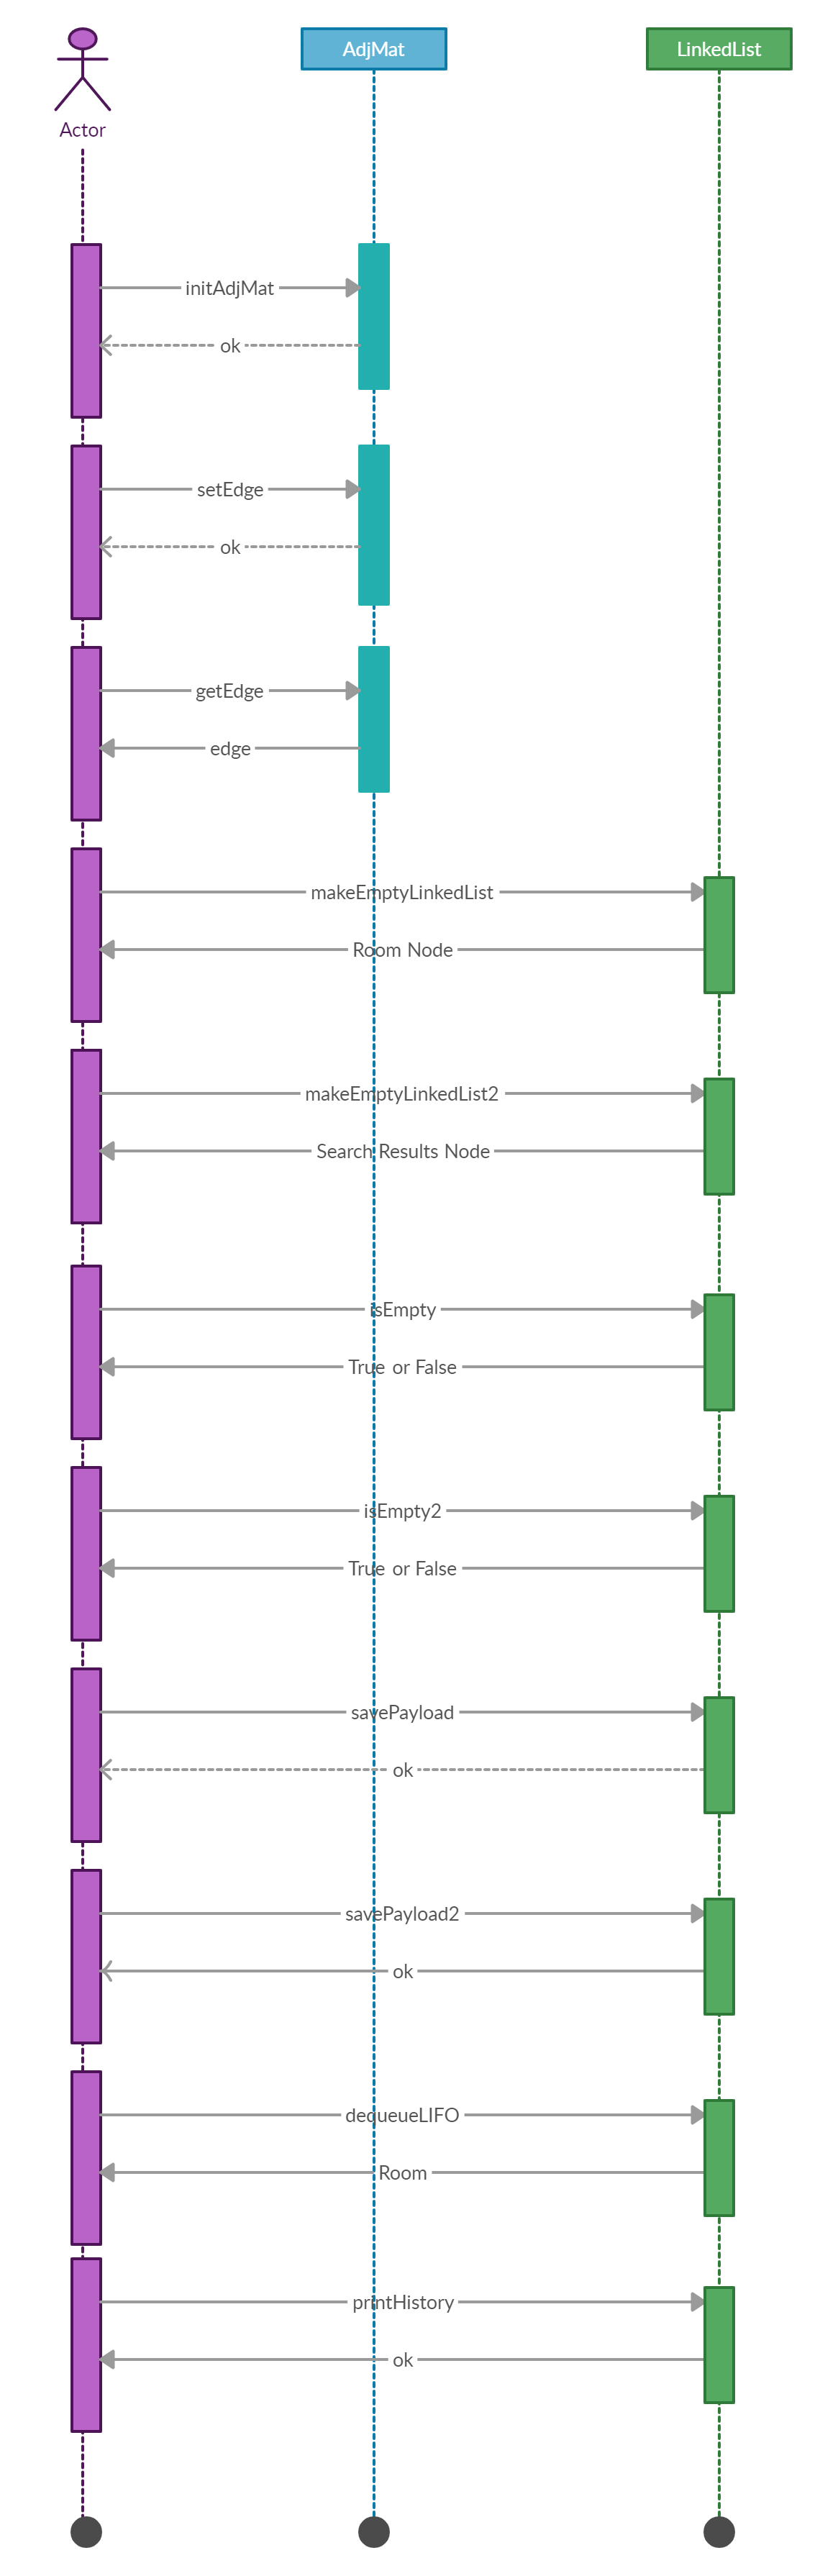 AdjMat
LinkedList
Actor
initAdjMat
ok
setEdge
ok
getEdge
edge
makeEmptyLinkedList
Room Node
makeEmptyLinkedList2
Search Results Node
isEmpty
True or False
isEmpty2
True or False
savePayload
ok
savePayload2
ok
dequeueLIFO
Room
printHistory
ok